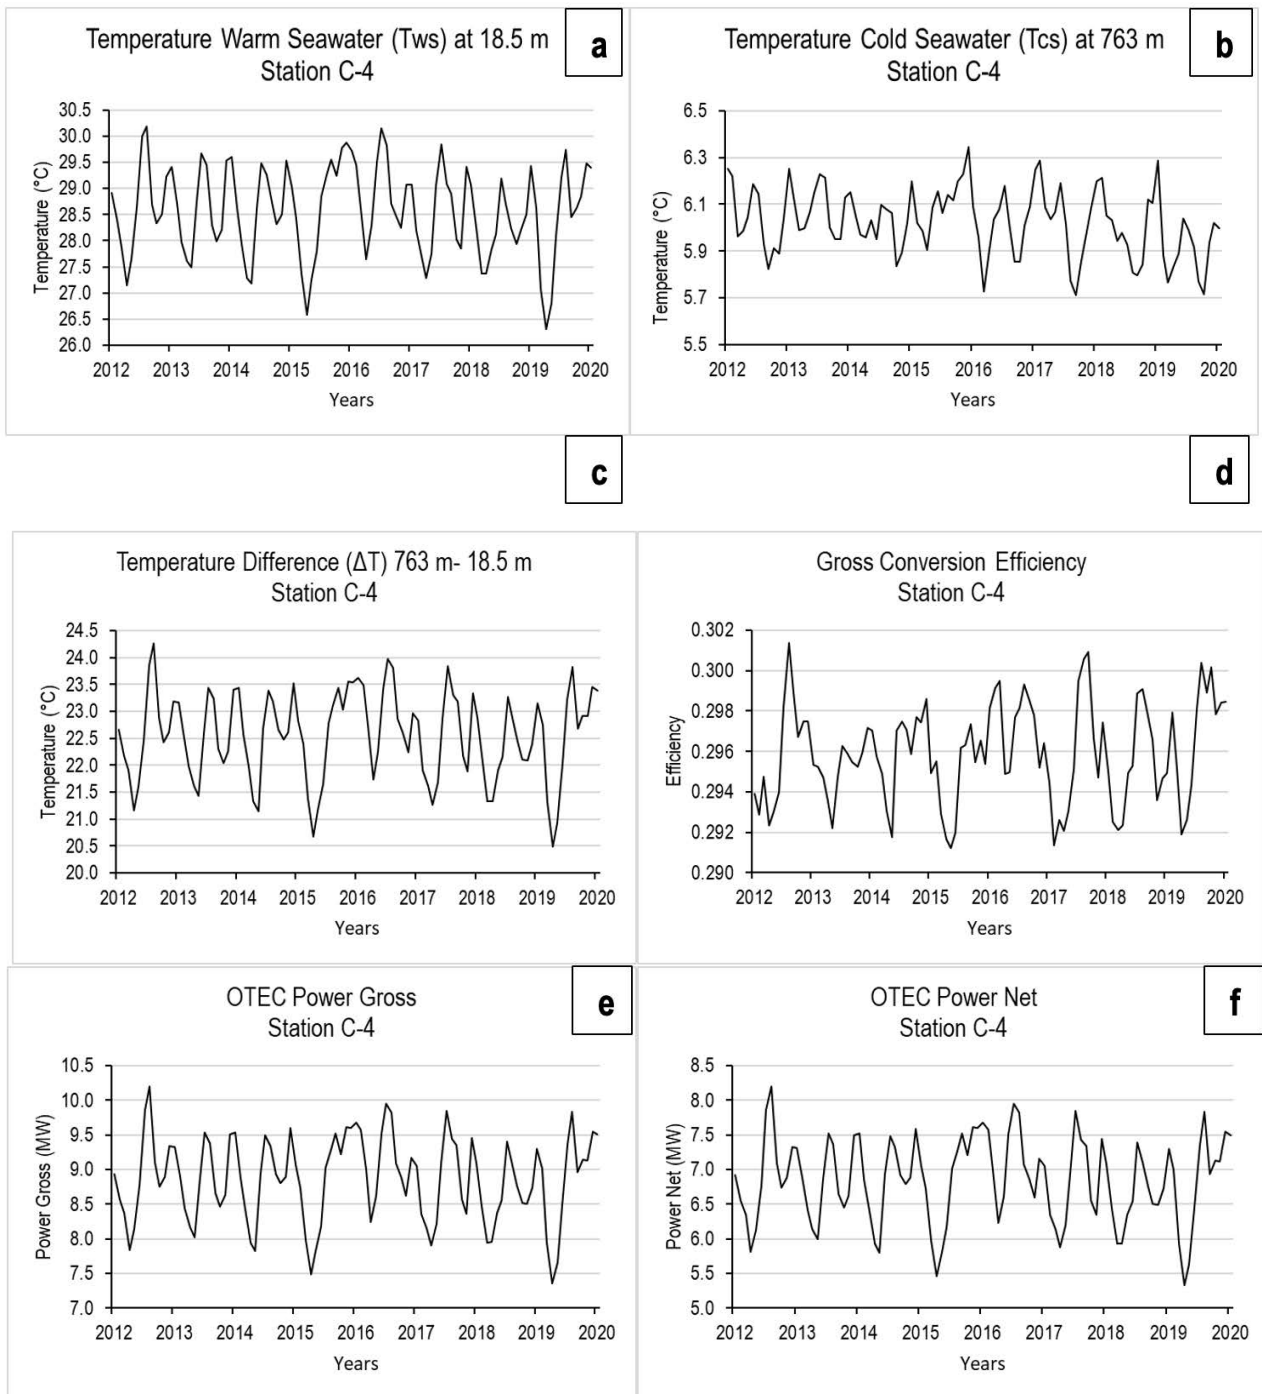 Temperature Warm Seawater (Tws) at 18.5 m
Station C-4
a
Temperature (°C)
30.5
30.0
29.5
29.0
28.5
28.0
27.5
27.0
26.5
26.0
2012 2013 2014 2015 2016 2017 2018 2019 2020
Years
Temperature Cold Seawater (Tcs) at 763 m
Station C-4
b
Temperature (°C)
6.5
6.3
6.1
5.9
5.7
5.5
2012 2013 2014 2015 2016 2017 2018 2019 2020
Years
c
d
Temperature Difference (ΔT) 763 m- 18.5 m
Station C-4
Temperature (°C)
24.5
24.0
23.5
23.0
22.5
22.0
21.5
21.0
20.5
20.0
2012 2013 2014 2015 2016 2017 2018 2019 2020
Years
Gross Conversion Efficiency
Station C-4
Efficiency
0.302
0.300
0.298
0.296
0.294
0.292
0.290
2012 2013 2014 2015 2016 2017 2018 2019 2020
Years
OTEC Power Gross
Station C-4
e
Power Gross (MW)
10.5
10.0
9.5
9.0
8.5
8.0
7.5
7.0
2012 2013 2014 2015 2016 2017 2018 2019 2020
Years
OTEC Power Net
Station C-4
f
Power Net (MW)
8.5
8.0
7.5
7.0
6.5
6.0
5.5
5.0
2012 2013 2014 2015 2016 2017 2018 2019 2020
Years